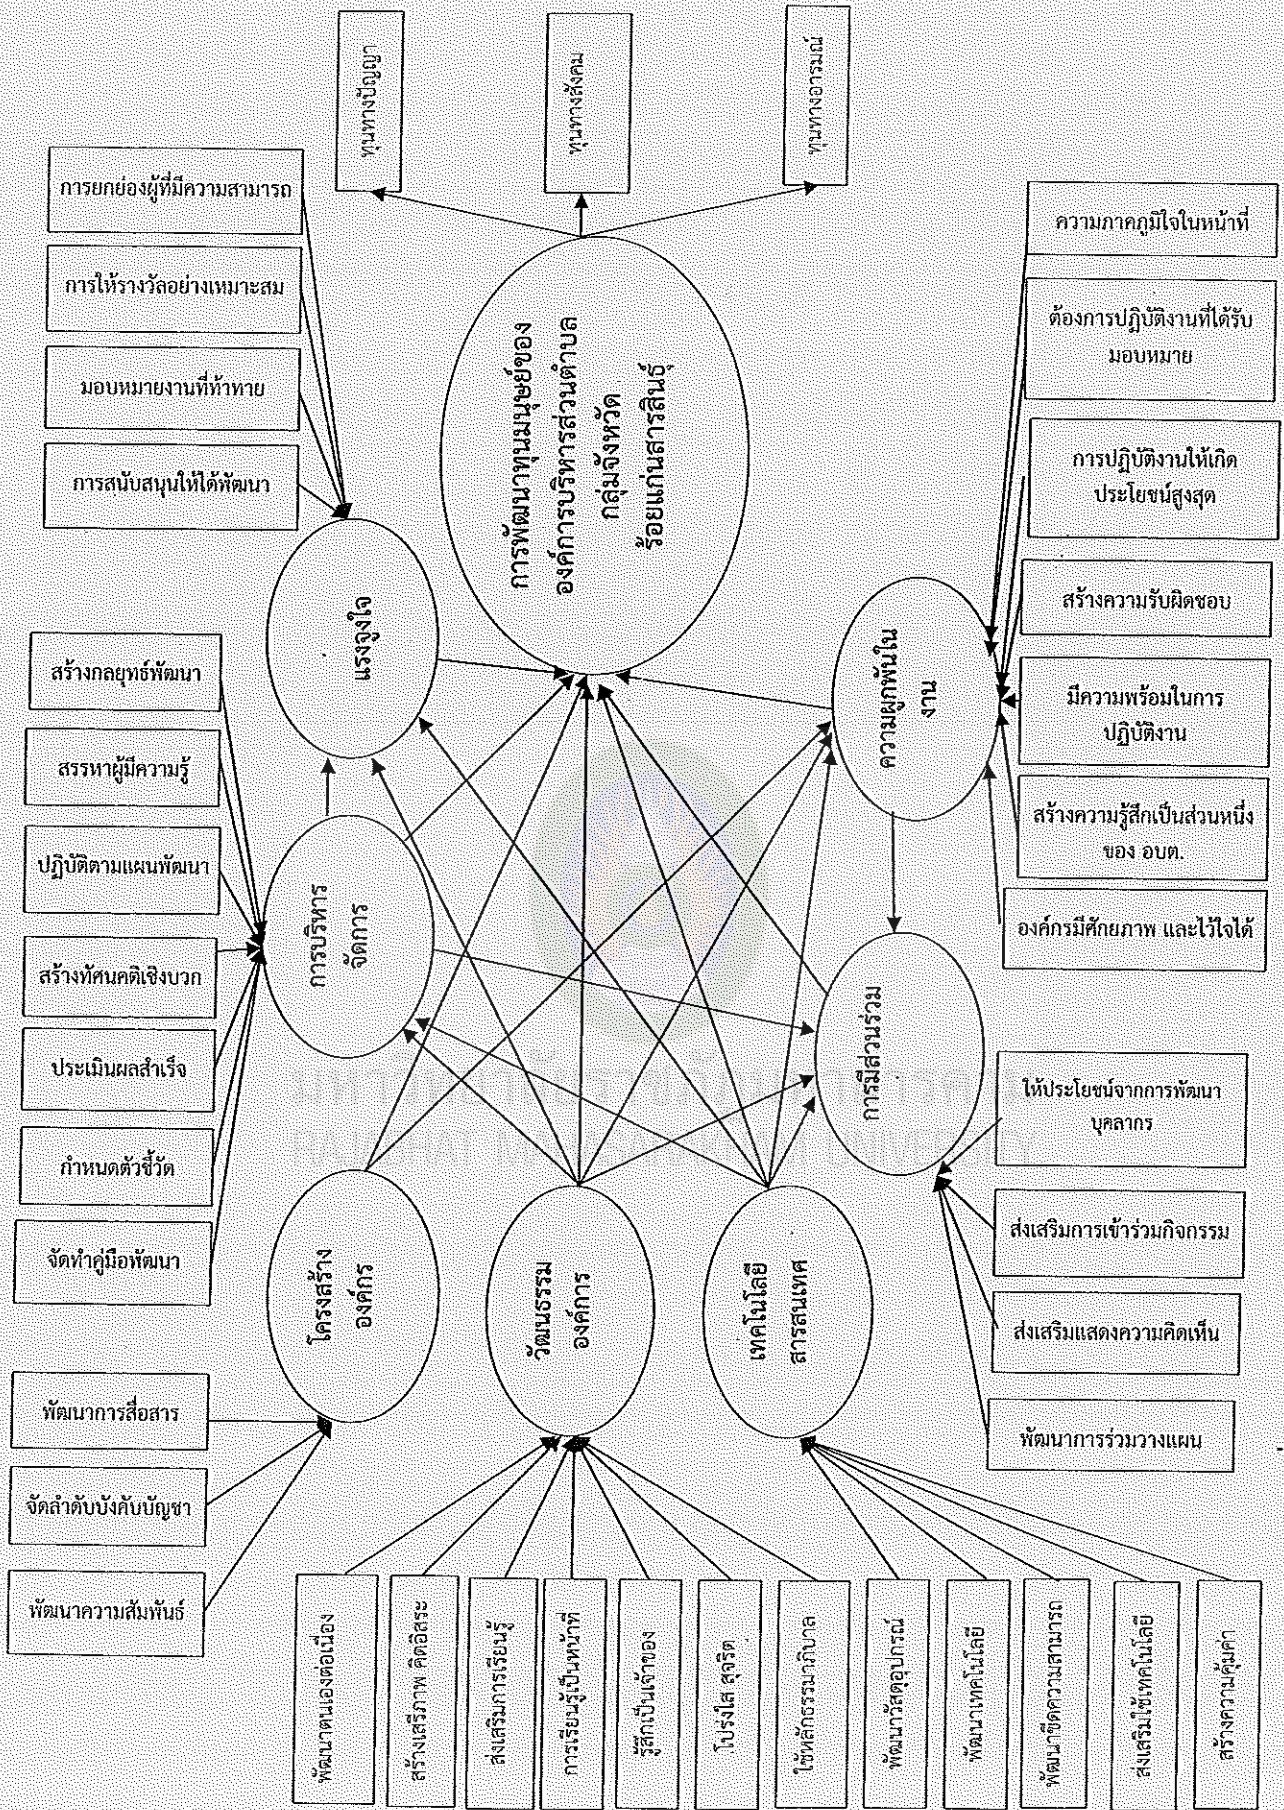 ทุนทางปัญญา
ทุนทางสังคม
ทุนทางอารมณ์
การยกย่องผู้ที่มีความสามารถ
การให้รางวัลอย่างเหมาะสม
มอบหมายงานที่ท้าทาย
การสนับสนุนให้ได้พัฒนา
ความภาคภูมิใจในหน้าที่
ต้องการปฏิบัติงานที่ได้รับ
มอบหมาย
การปฏิบัติงานให้เกิด
ประโยชน์สูงสุด
สร้างความรับผิดชอบ
มีความพร้อมในการ
ปฏิบัติงาน
สร้างความรู้สึกเป็นส่วนหนึ่ง
ของ อบต.
องค์กรมีศักยภาพ และไว้ใจได้
การพัฒนาทุนมนุษย์ของ
องค์การบริหารส่วนตำบล
กลุ่มจังหวัด
ร้อยแก่นสารสินธุ์
แรงจูงใจ
ความผูกพันใน
งาน
สร้างกลยุทธ์พัฒนา
สรรหาผู้มีความรู้
ปฏิบัติตามแผนพัฒนา
สร้างทัศนคติเชิงบวก
ประเมินผลสำเร็จ
กำหนดตัวชี้วัด
จัดทำคู่มือพัฒนา
การบริหาร
จัดการ
การมีส่วนร่วม
ให้ประโยชน์จากการพัฒนา
บุคลากร
ส่งเสริมการเข้าร่วมกิจกรรม
ส่งเสริมแสดงความคิดเห็น
พัฒนาการร่วมวางแผน
โครงสร้าง
องค์กร
วัฒนธรรม
องค์การ
เทคโนโลยี
สารสนเทศ
พัฒนาการสื่อสาร
จัดลำดับบังคับบัญชา
พัฒนาความสัมพันธ์
พัฒนาตนเองต่อเนื่อง
สร้างเสรีภาพ คิดอิสระ
ส่งเสริมการเรียนรู้
การเรียนรู้เป็นหน้าที่
รู้สึกเป็นเจ้าของ
โปร่งใส สุจริต
ใช้หลักธรรมาภิบาล
พัฒนาวัสดุอุปกรณ์
พัฒนาเทคโนโลยี
พัฒนาขีดความสามารถ
ส่งเสริมใช้เทคโนโลยี
สร้างความคุ้มค่า